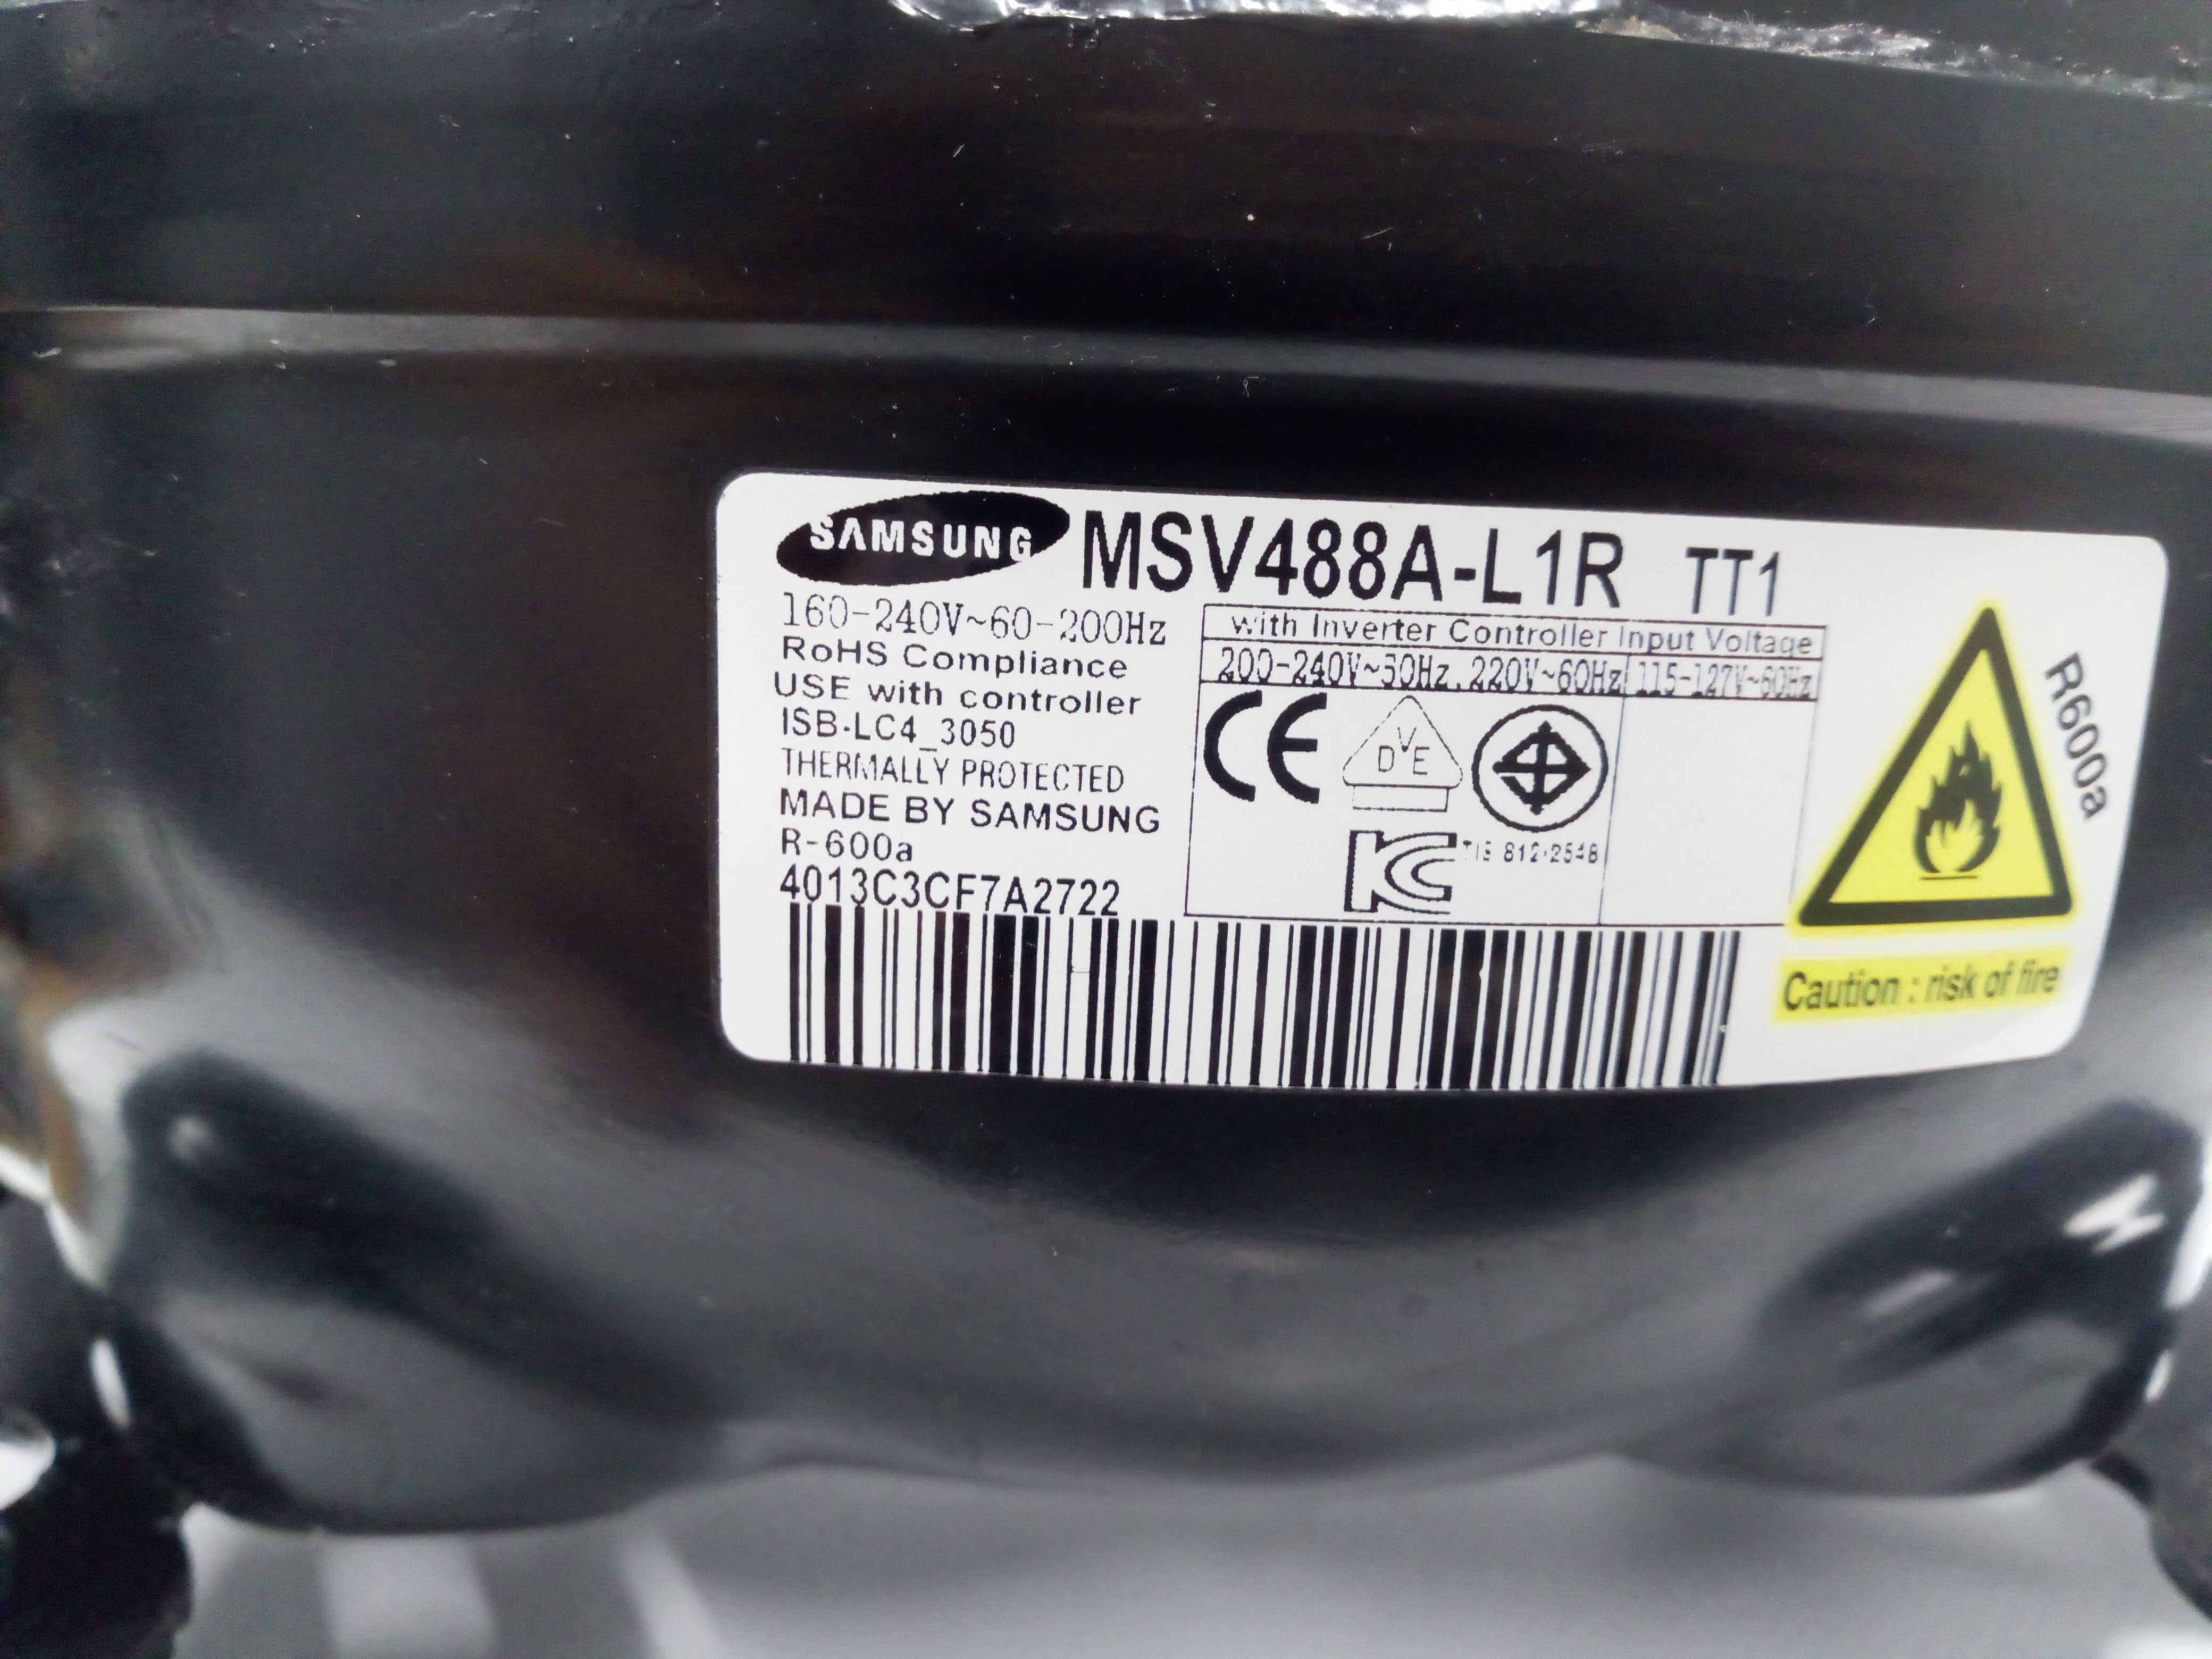 SAMSUNG MSV488A-L1R TT1
160-240V~60-200Hz
RoHS Compliance
USE with controller
ISB-LC4_3050
THERMALLY PROTECTED
MADE BY SAMSUNG
R-600a
4013C3CF7A2722
with Inverter Controller Input Voltage
200-240V~50Hz, 220V~60Hz 115-127V~60Hz
CE
DVE
KC
TIS 812-2548
R600a
Caution : risk of fire